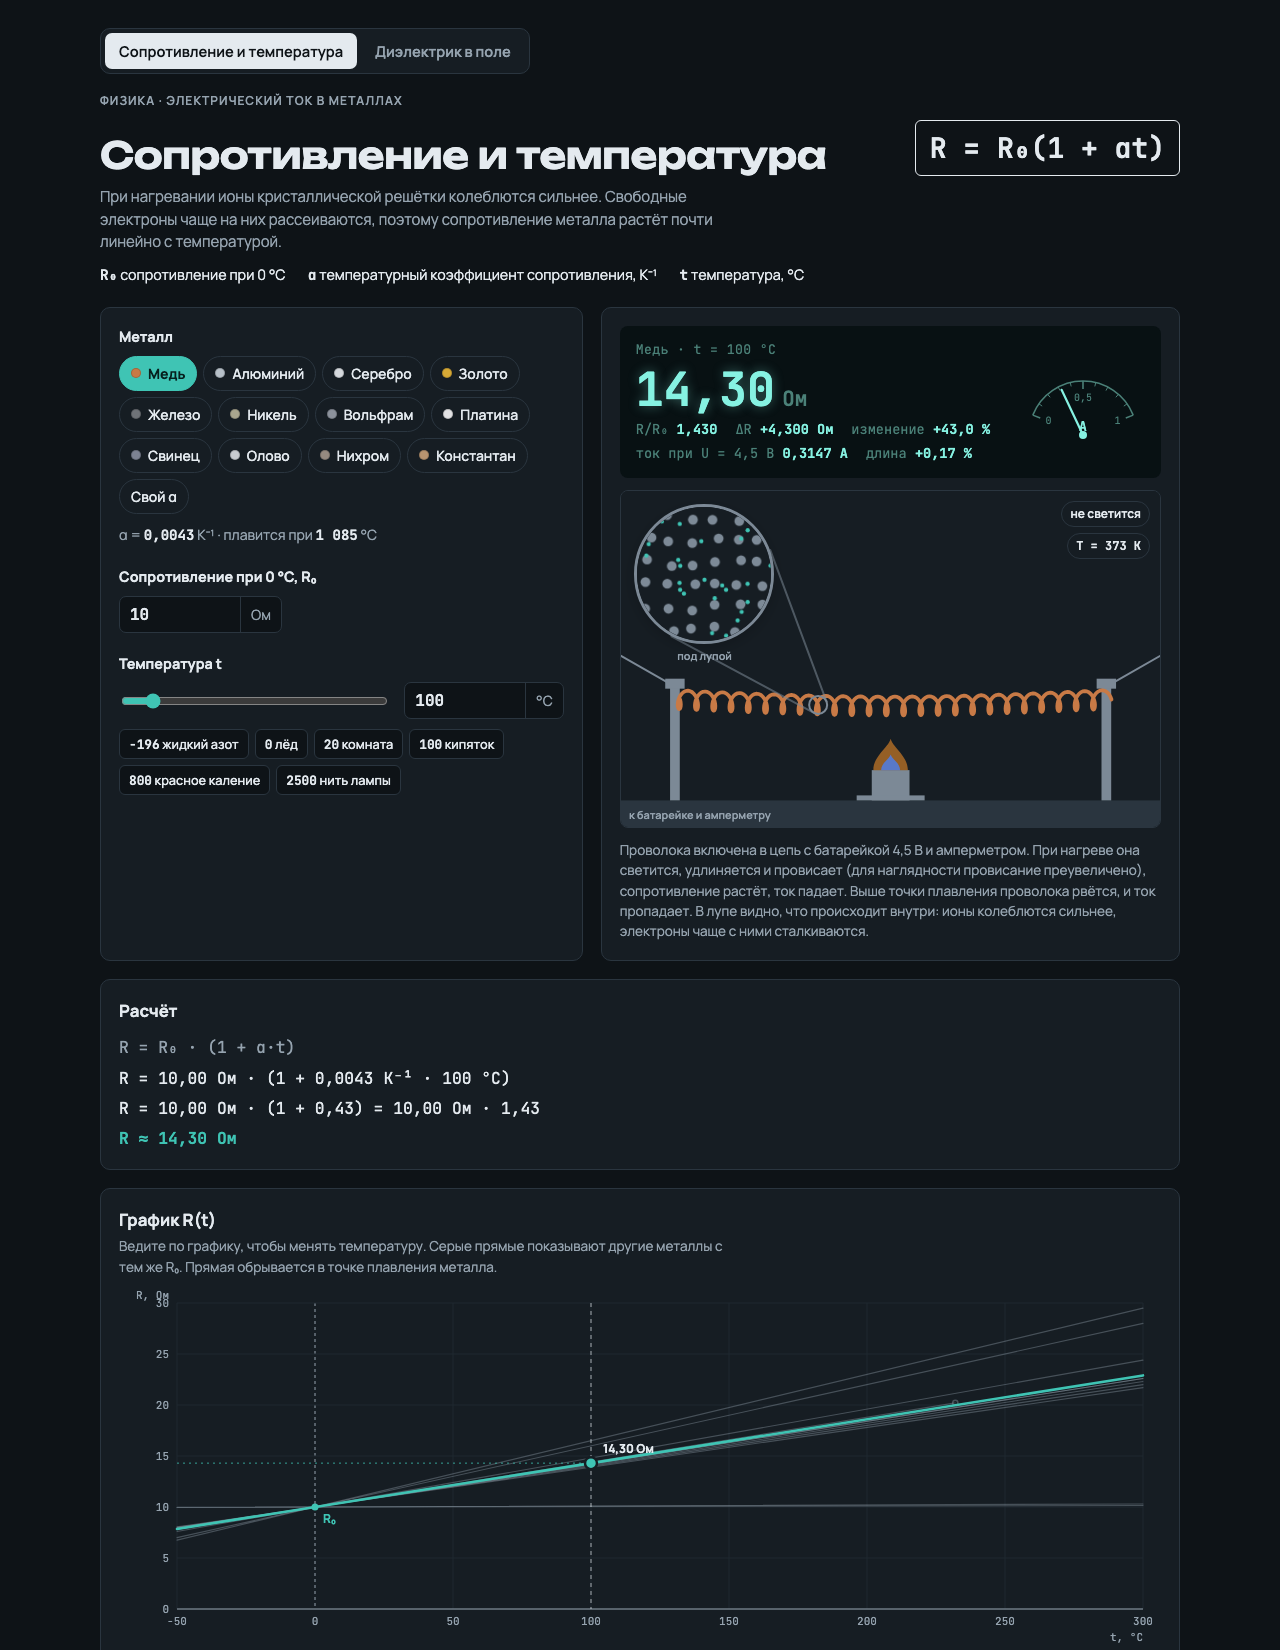 Сопротивление и температура
Диэлектрик в поле
ФИЗИКА · ЭЛЕКТРИЧЕСКИЙ ТОК В МЕТАЛЛАХ
Сопротивление и температура
R = R₀(1 + αt)
При нагревании ионы кристаллической решётки колеблются сильнее. Свободные
электроны чаще на них рассеиваются, поэтому сопротивление металла растёт почти
линейно с температурой.
R₀ сопротивление при 0 °C α температурный коэффициент сопротивления, K⁻¹ t температура, °C
Металл
Медь Алюминий Серебро Золото
Железо Никель Вольфрам Платина
Свинец Олово Нихром Константан
Свой α
α = 0,0043 K⁻¹ · плавится при 1 085 °C
Сопротивление при 0 °C, R₀
10 Ом
Температура t
100 °C
-196 жидкий азот 0 лёд 20 комната 100 кипяток
800 красное каление 2500 нить лампы
Медь · t = 100 °C
14,30 Ом
R/R₀ 1,430 ΔR +4,300 Ом изменение +43,0 %
ток при U = 4,5 В 0,3147 А длина +0,17 %
0 0,5 1
A
не светится
T = 373 K
под лупой
к батарейке и амперметру
Проволока включена в цепь с батарейкой 4,5 В и амперметром. При нагреве она
светится, удлиняется и провисает (для наглядности провисание преувеличено),
сопротивление растёт, ток падает. Выше точки плавления проволока рвётся, и ток
пропадает. В лупе видно, что происходит внутри: ионы колеблются сильнее,
электроны чаще с ними сталкиваются.
Расчёт
R = R₀ · (1 + α·t)
R = 10,00 Ом · (1 + 0,0043 K⁻¹ · 100 °C)
R = 10,00 Ом · (1 + 0,43) = 10,00 Ом · 1,43
R ≈ 14,30 Ом
График R(t)
Ведите по графику, чтобы менять температуру. Серые прямые показывают другие металлы с
тем же R₀. Прямая обрывается в точке плавления металла.
R, Ом
30
25
20
15
10
5
0
14,30 Ом
R₀
-50 0 50 100 150 200 250 300
t, °C